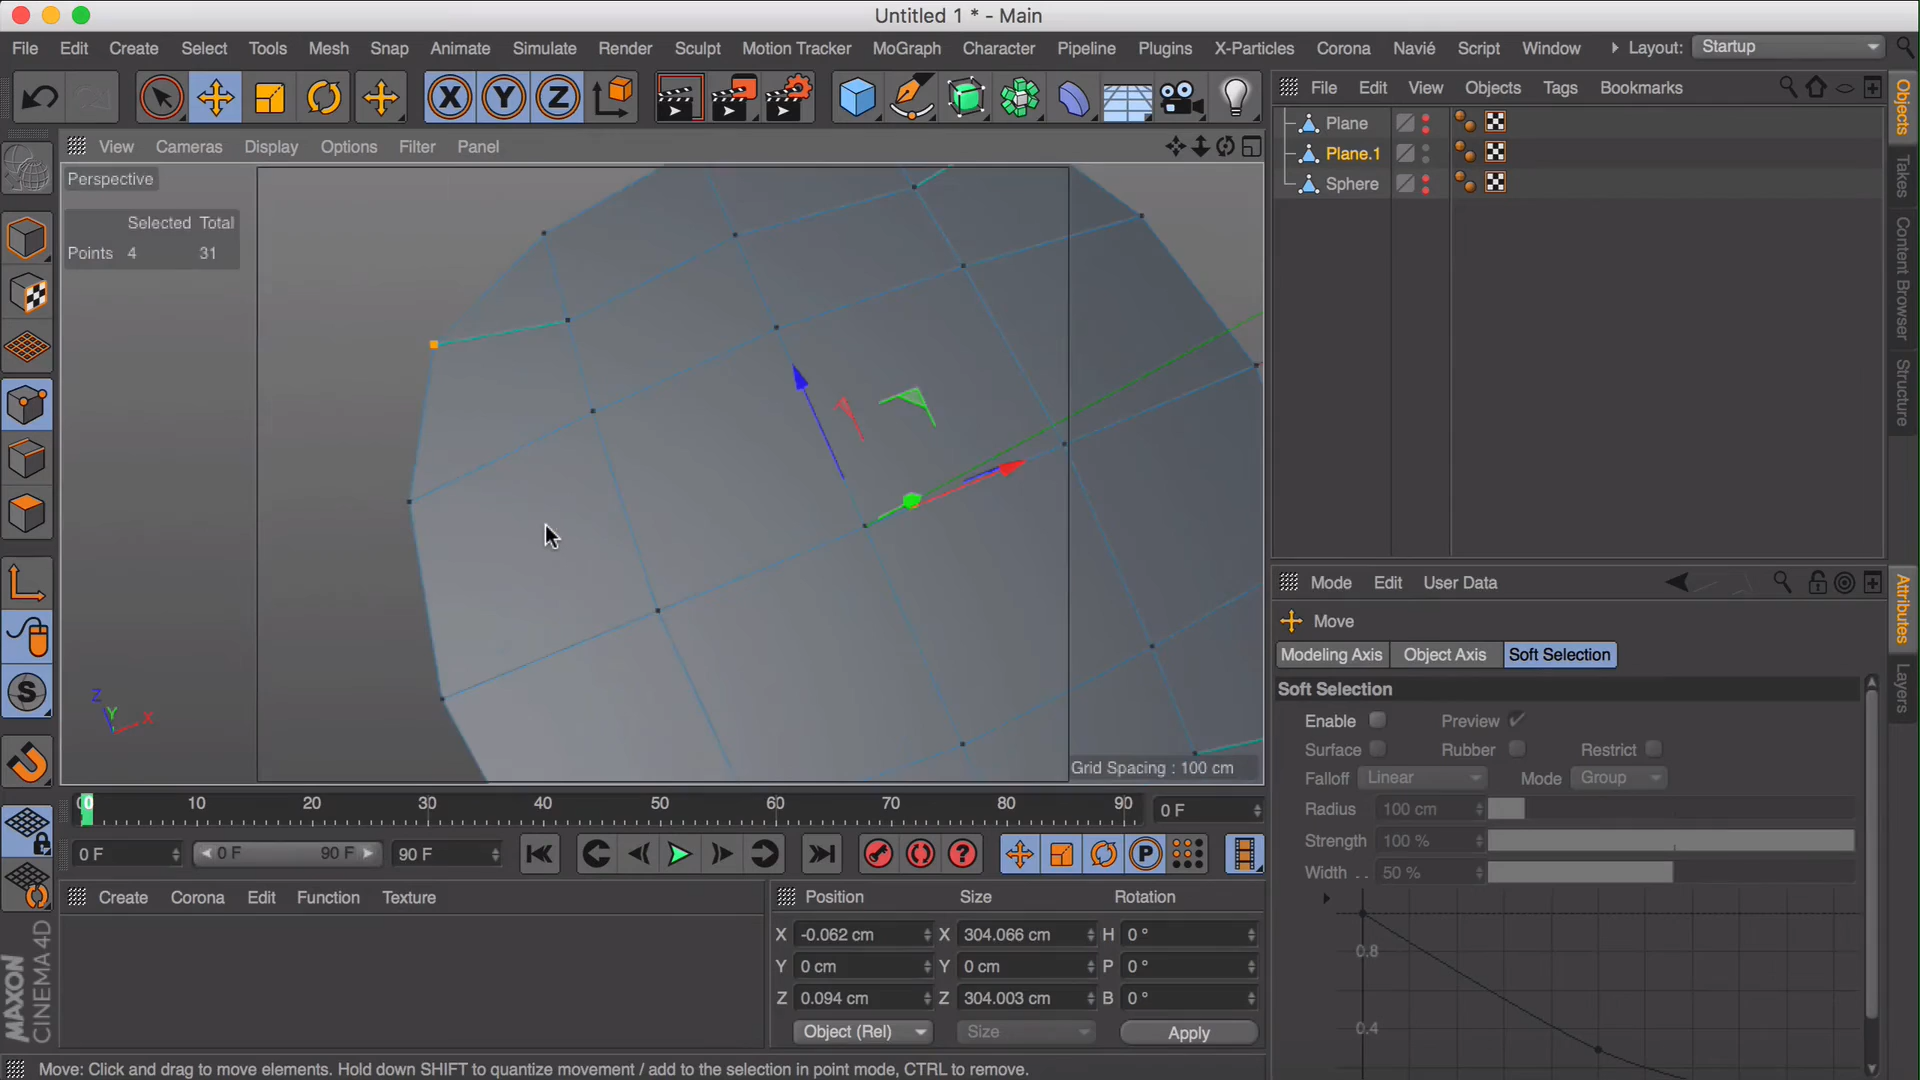 Untitled 1 * - Main
File Edit Create Select Tools Mesh Snap Animate Simulate Render Sculpt Motion Tracker MoGraph Character Pipeline Plugins X-Particles Corona Navié Script Window Layout: Startup
X Y Z
File Edit View Objects Tags Bookmarks
View Cameras Display Options Filter Panel
Perspective
Selected Total
Points 4 31
Plane
Plane.1
Sphere
Objects
Takes
Content Browser
Structure
Z
Y
X
Grid Spacing : 100 cm
S
Mode Edit User Data
Move
Modeling Axis Object Axis Soft Selection
Soft Selection
Enable Preview
Surface Rubber Restrict
Falloff Linear Mode Group
Radius 100 cm
Strength 100 %
Width . . 50 %
0.8
0.4
Attributes
Layers
0 10 20 30 40 50 60 70 80 90 0 F
0 F 0 F 90 F 90 F
P
Create Corona Edit Function Texture
Position Size Rotation
X -0.062 cm X 304.066 cm H 0 °
Y 0 cm Y 0 cm P 0 °
Z 0.094 cm Z 304.003 cm B 0 °
Object (Rel) Size Apply
MAXON
CINEMA 4D
Move: Click and drag to move elements. Hold down SHIFT to quantize movement / add to the selection in point mode, CTRL to remove.